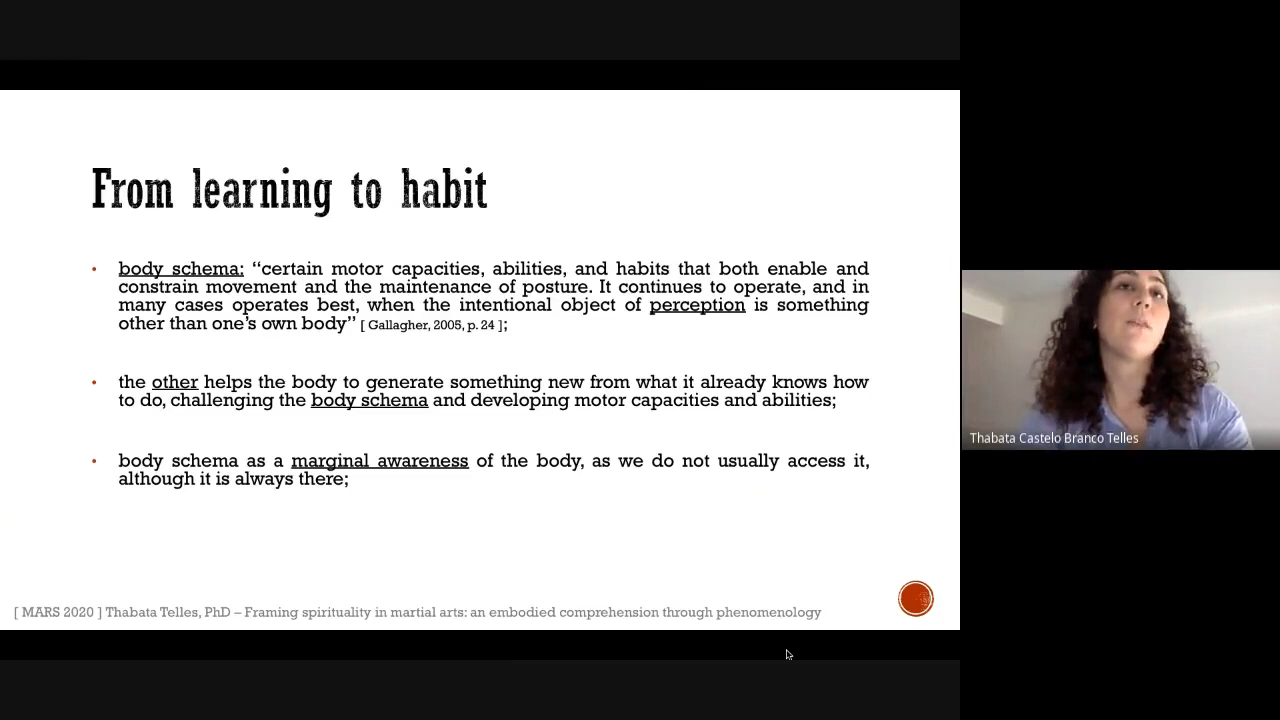 From learning to habit
• body schema: “certain motor capacities, abilities, and habits that both enable and
constrain movement and the maintenance of posture. It continues to operate, and in
many cases operates best, when the intentional object of perception is something
other than one’s own body” [ Gallagher, 2005, p. 24 ];
• the other helps the body to generate something new from what it already knows how
to do, challenging the body schema and developing motor capacities and abilities;
• body schema as a marginal awareness of the body, as we do not usually access it,
although it is always there;
Thabata Castelo Branco Telles
[ MARS 2020 ] Thabata Telles, PhD – Framing spirituality in martial arts: an embodied comprehension through phenomenology